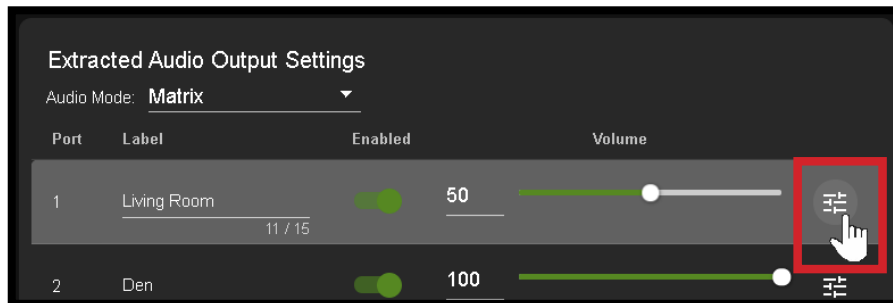 Extracted Audio Output Settings
Audio Mode: Matrix
Port Label Enabled Volume
1 Living Room 50
11 / 15
2 Den 100